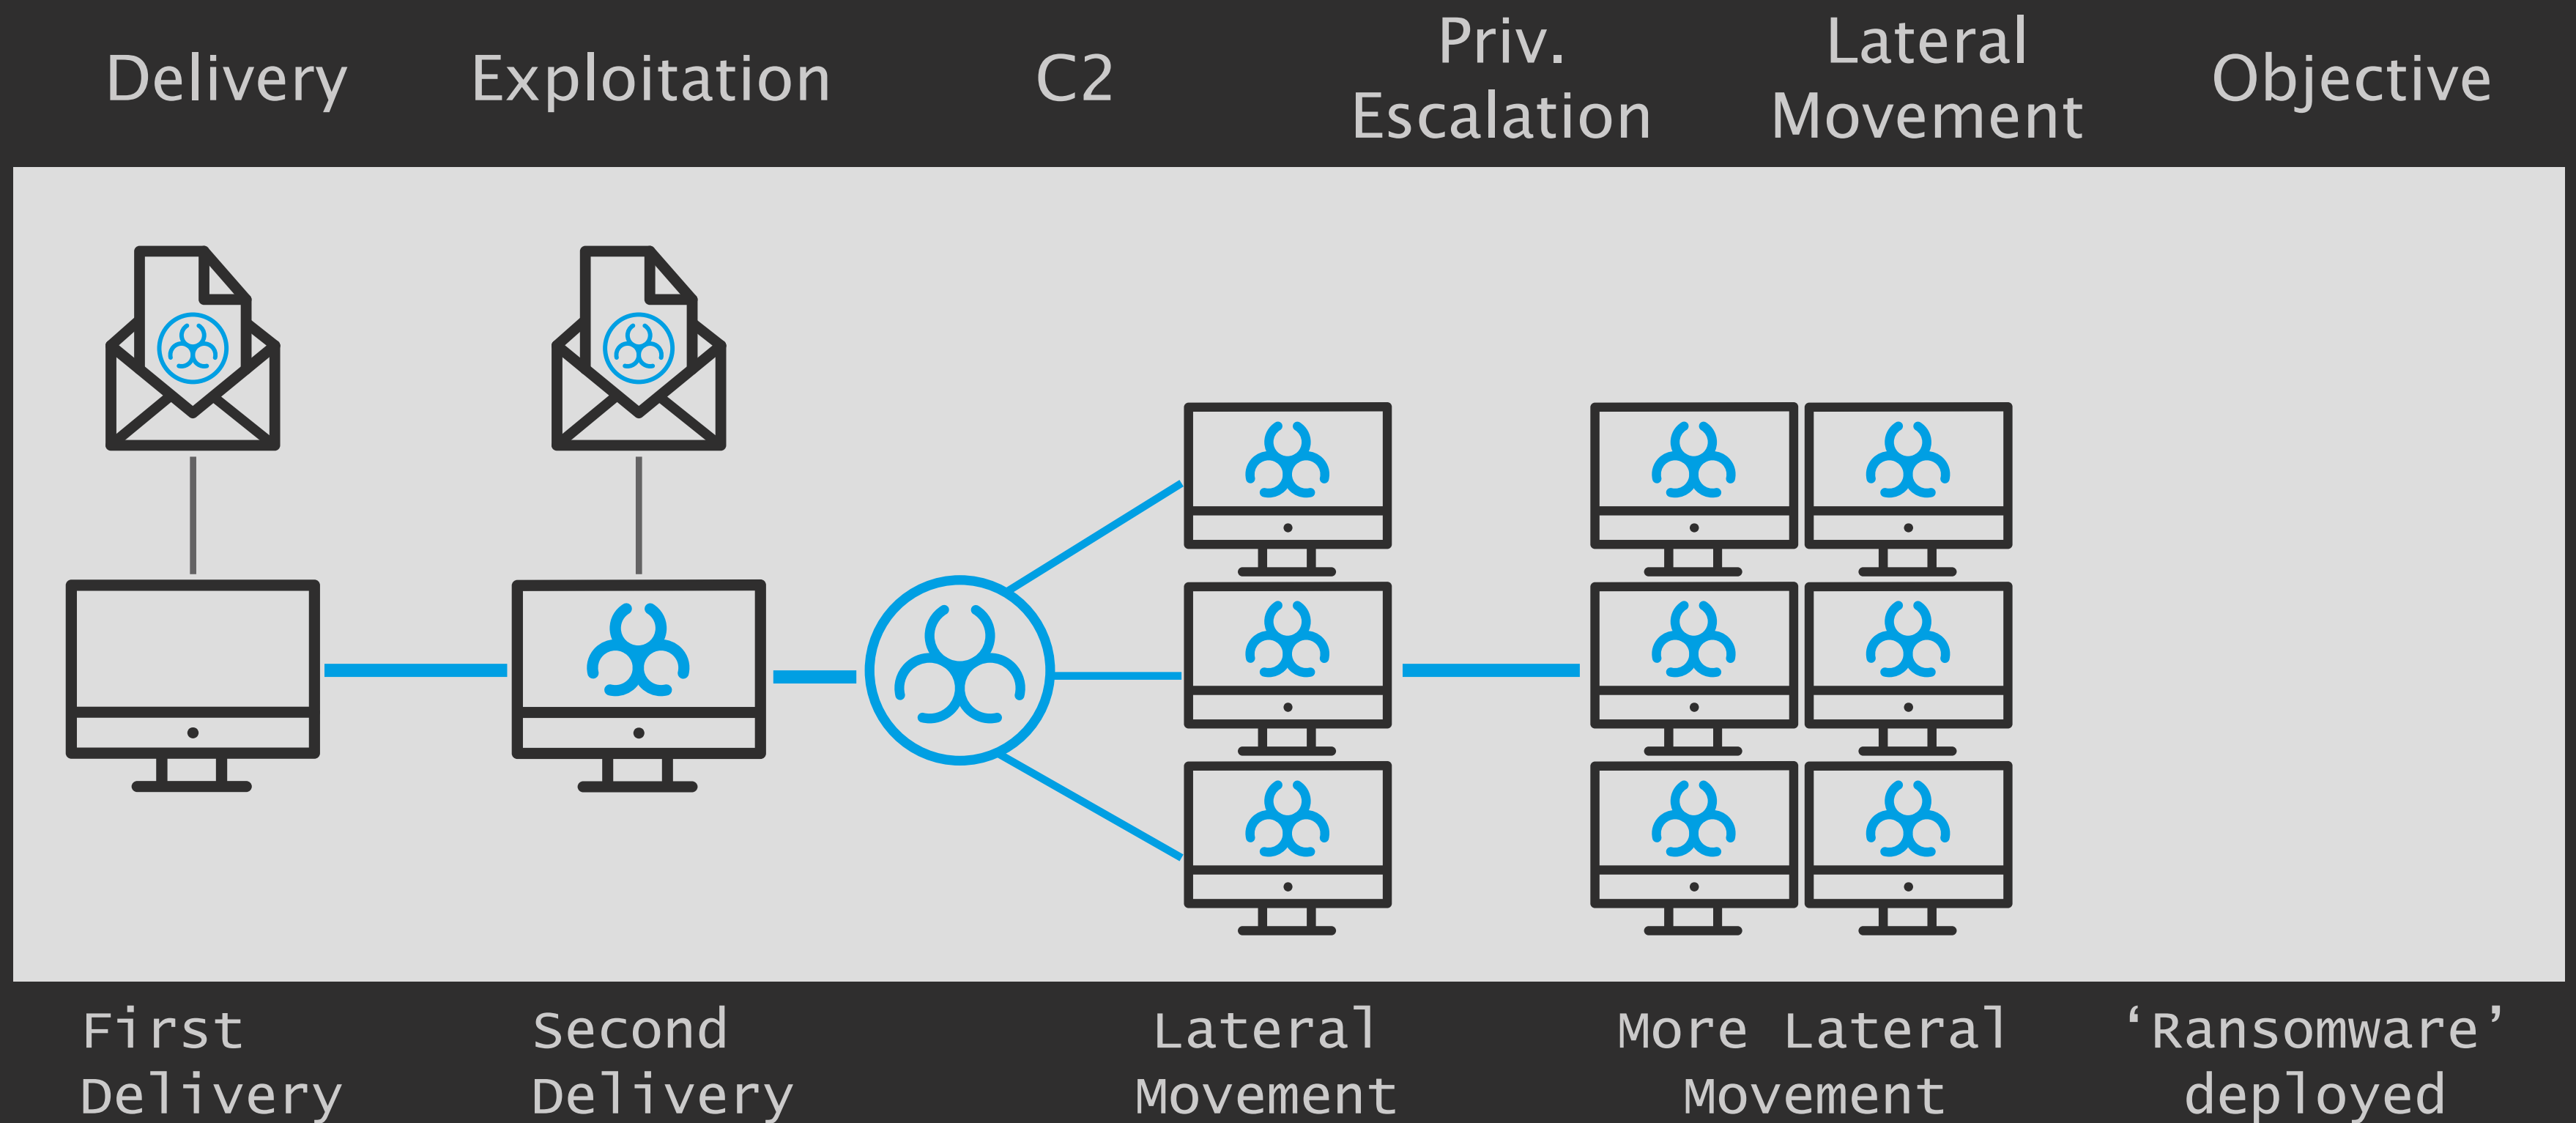 Delivery
Exploitation
C2
Priv.
Escalation
Lateral
Movement
Objective
First
Delivery
Second
Delivery
Lateral
Movement
More Lateral
Movement
‘Ransomware’
deployed